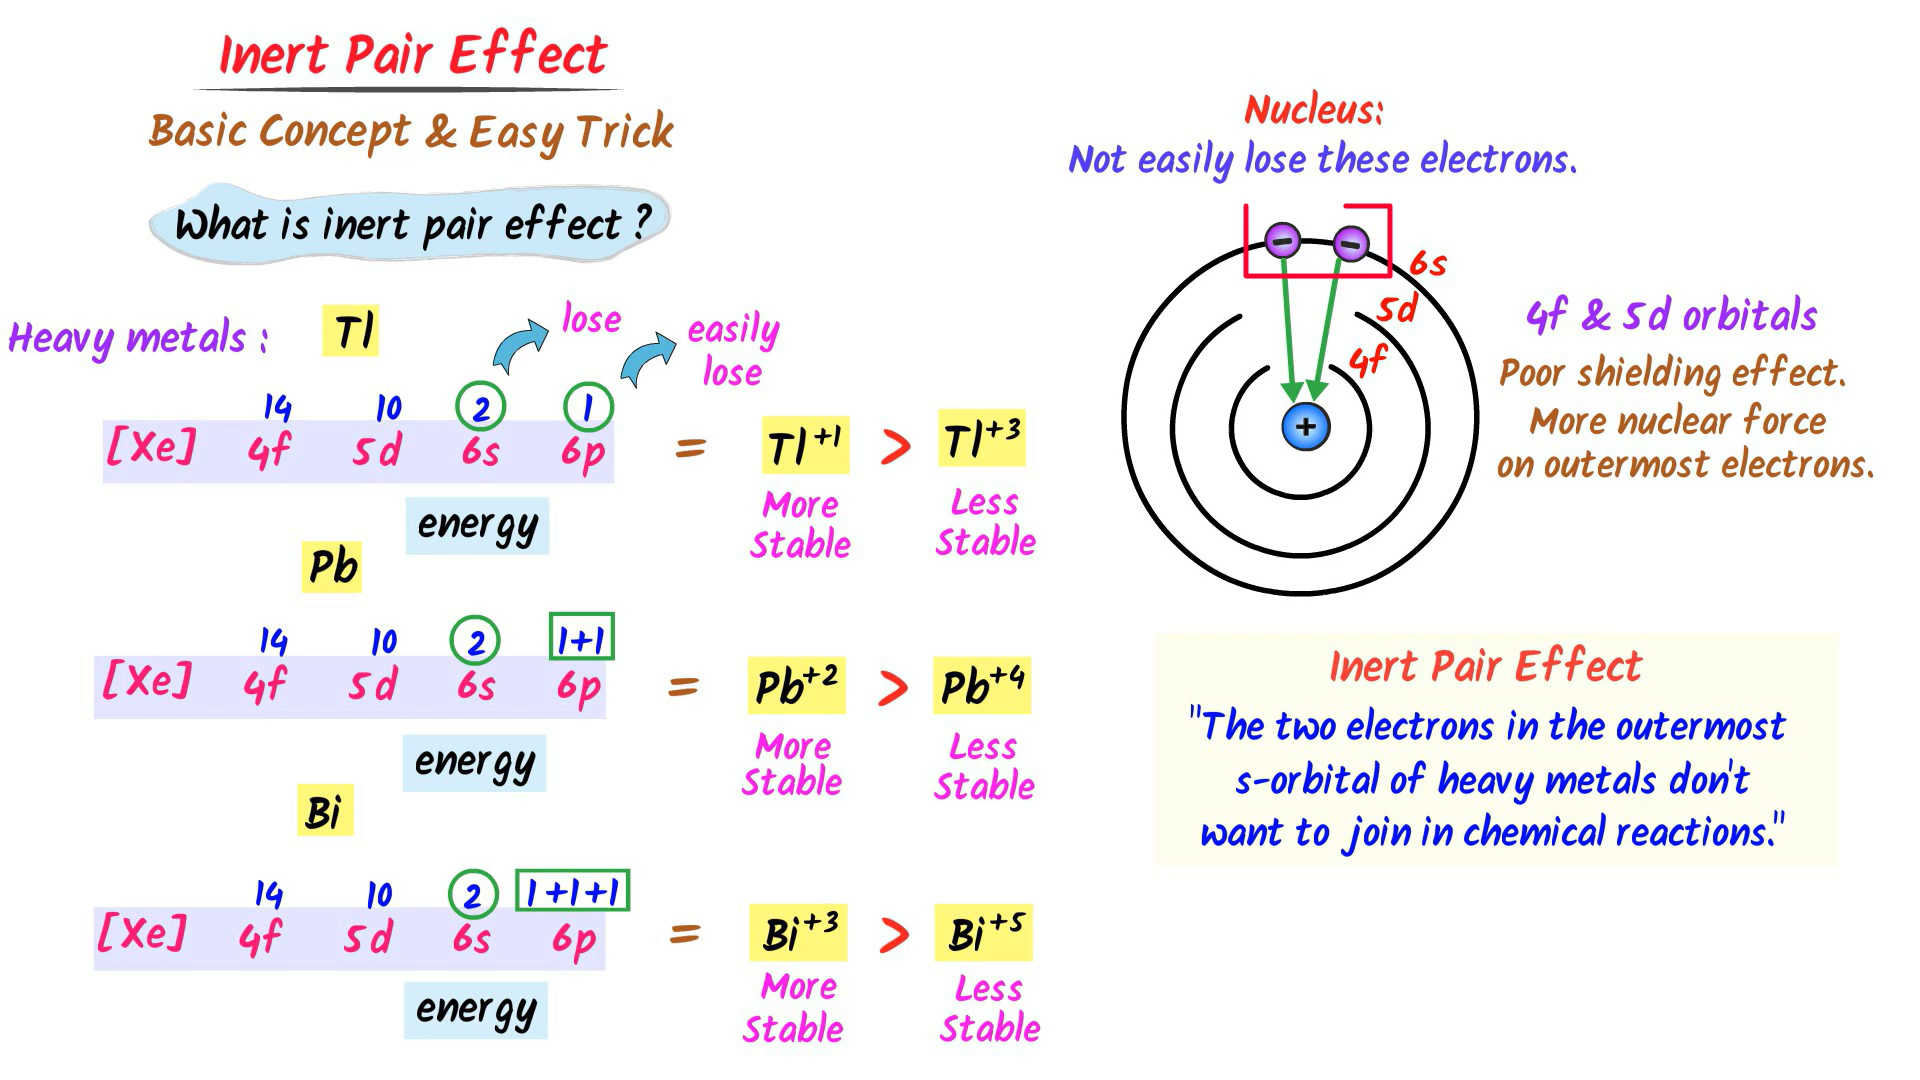 Inert Pair Effect
Basic Concept & Easy Trick
What is inert pair effect ?
Heavy metals :
Tl
lose
easily
lose
14 10 2 1
[Xe] 4f 5d 6s 6p = Tl+1 > Tl+3
More Stable
Less Stable
energy
Pb
14 10 2 1+1
[Xe] 4f 5d 6s 6p = Pb+2 > Pb+4
More Stable
Less Stable
energy
Bi
14 10 2 1+1+1
[Xe] 4f 5d 6s 6p = Bi+3 > Bi+5
More Stable
Less Stable
energy
Nucleus:
Not easily lose these electrons.
− −
6s
5d
4f
+
4f & 5d orbitals
Poor shielding effect.
More nuclear force
on outermost electrons.
Inert Pair Effect
"The two electrons in the outermost
s-orbital of heavy metals don't
want to join in chemical reactions."